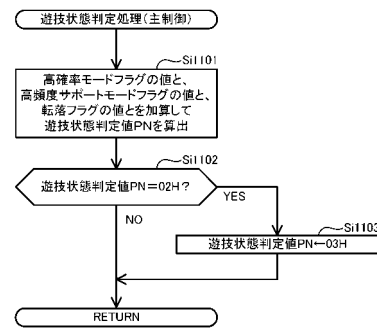 遊技状態判定処理(主制御)
Si1101
高確率モードフラグの値と、
高頻度サポートモードフラグの値と、
転落フラグの値とを加算して
遊技状態判定値PNを算出
Si1102
遊技状態判定値PN=02H?
YES
NO
Si1103
遊技状態判定値PN←03H
RETURN